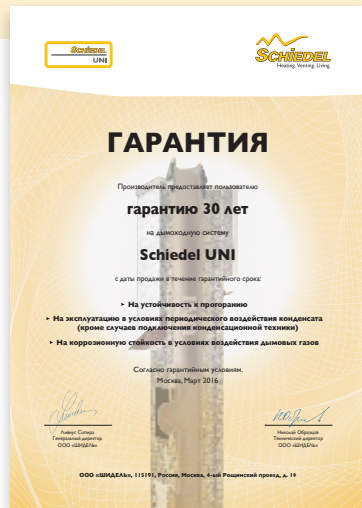 SCHIEDEL
UNI
SCHIEDEL
Heating. Venting. Living
ГАРАНТИЯ
Производитель предоставляет пользователю
гарантию 30 лет
на дымоходную систему
Schiedel UNI
с даты продажи в течение гарантийного срока:
➤ На устойчивость к прогоранию
➤ На эксплуатацию в условиях периодического воздействия конденсата
(кроме случаев подключения конденсационной техники)
➤ На коррозионную стойкость в условиях воздействия дымовых газов
Согласно гарантийным условиям.
Москва, Март 2016
Ливиус Сопира
Генеральный директор
ООО «ШИДЕЛЬ»
Николай Образцов
Технический директор
ООО «ШИДЕЛЬ»
ООО «ШИДЕЛЬ», 115191, Россия, Москва, 4-ый Рощинский проезд, д. 19